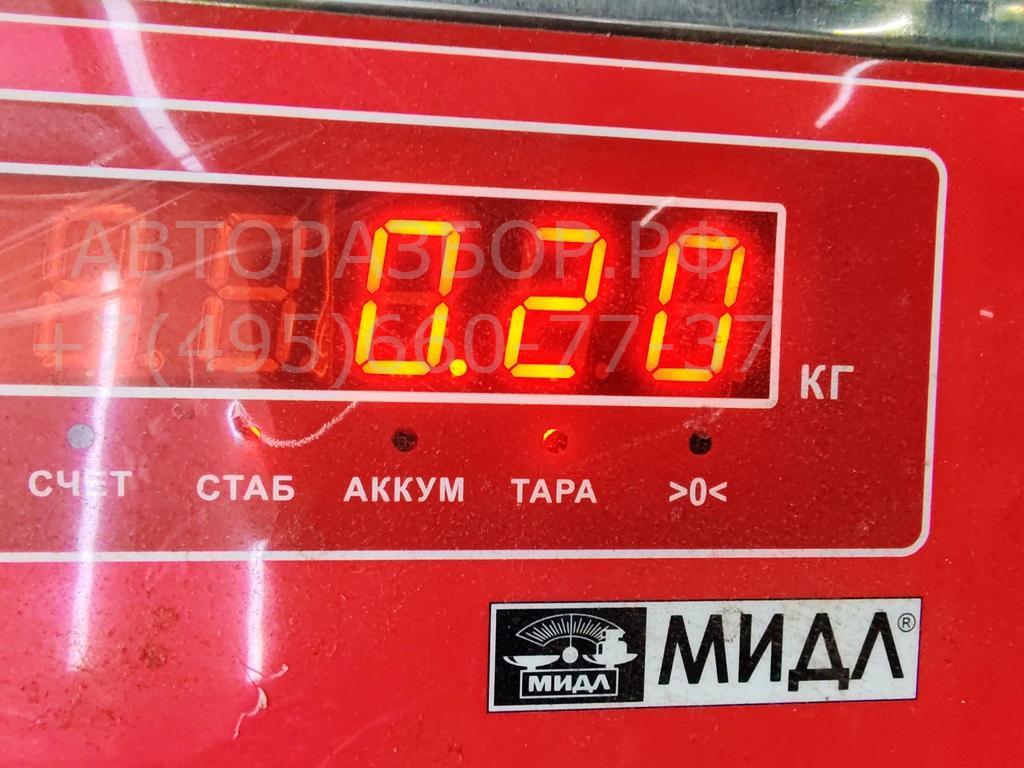 АВТОРАЗБОР.РФ
+7(495)660-77-37
0.20
КГ
СЧЕТ СТАБ АККУМ ТАРА >0<
МИДЛ МИДЛ®